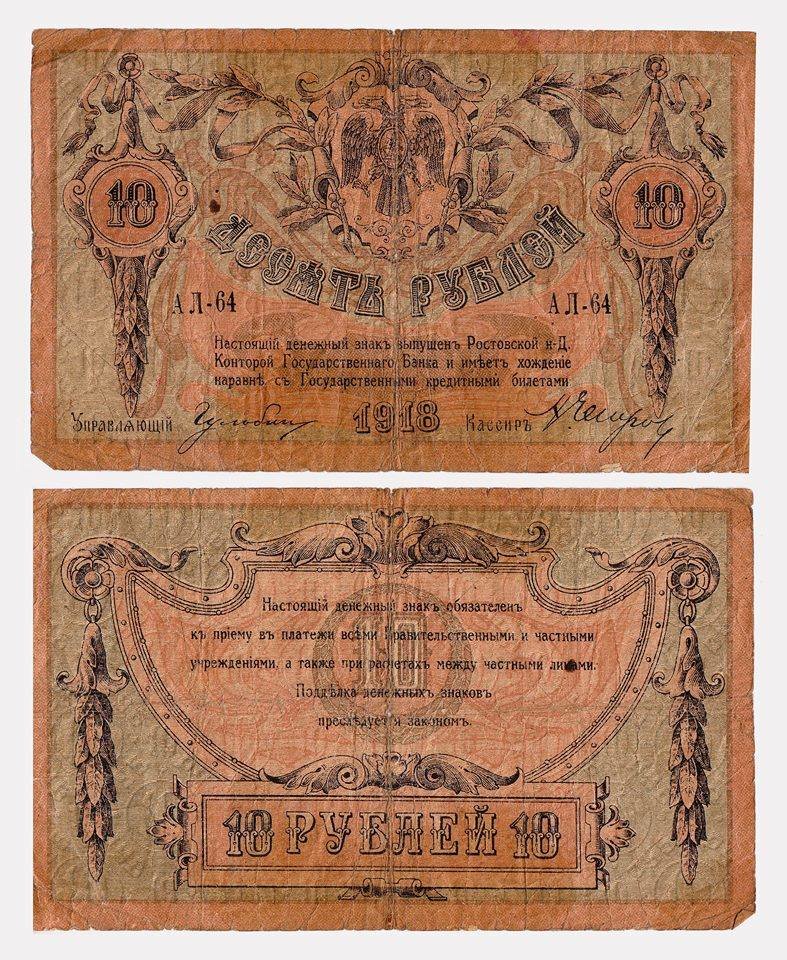 10
10
ДЕСЯТЬ РУБЛЕЙ
АЛ-64
АЛ-64
Настоящій денежный знакъ выпущенъ Ростовской н-Д.
Конторой Государственнаго Банка и имѣетъ хожденіе
наравнѣ съ Государственными кредитными билетами
Управляющій
1918
Кассиръ
Настоящій денежный знакъ обязателенъ
къ пріему въ платежи всѣми правительственными и частными
учрежденіями, а также при расчетахъ между частными лицами.
Поддѣлка денежныхъ знаковъ
преслѣдуется закономъ.
10
10 РУБЛЕЙ 10